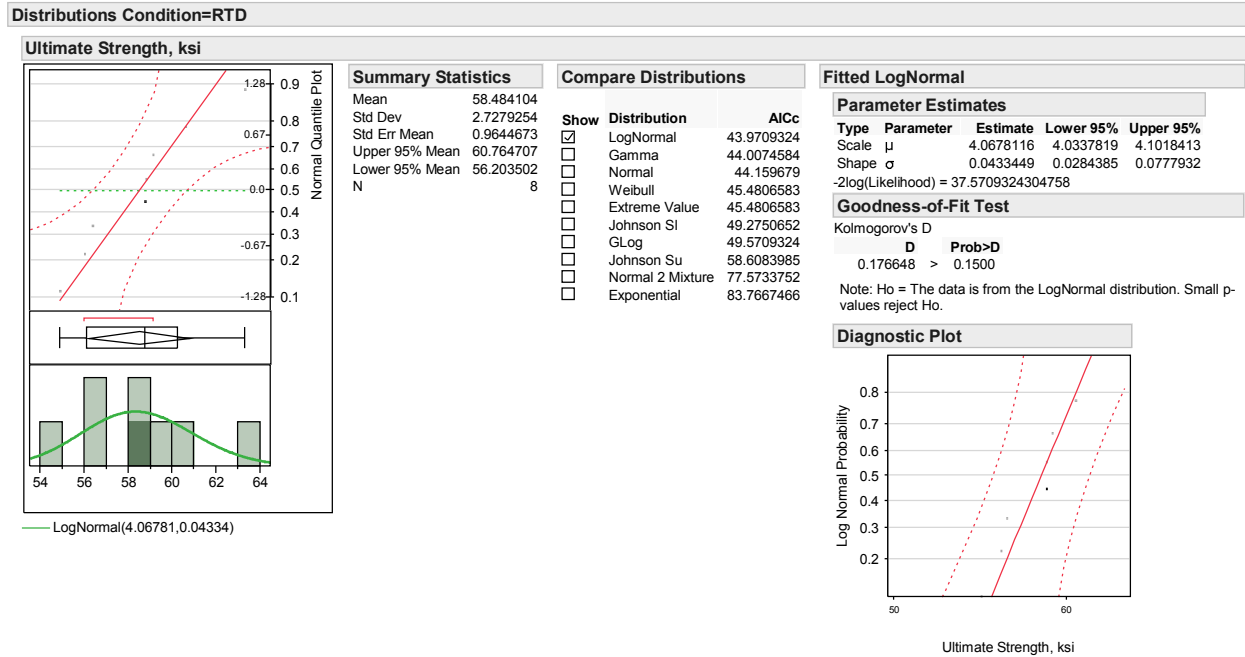 Distributions Condition=RTD
Ultimate Strength, ksi
1.28 0.9
0.8
0.67
0.7
0.6
0.0 0.5
0.4
0.3
-0.67
0.2
-1.28 0.1
Normal Quantile Plot
54 56 58 60 62 64
LogNormal(4.06781,0.04334)
Summary Statistics
Mean 58.484104
Std Dev 2.7279254
Std Err Mean 0.9644673
Upper 95% Mean 60.764707
Lower 95% Mean 56.203502
N 8
Compare Distributions
Show Distribution AICc
LogNormal 43.9709324
Gamma 44.0074584
Normal 44.159679
Weibull 45.4806583
Extreme Value 45.4806583
Johnson Sl 49.2750652
GLog 49.5709324
Johnson Su 58.6083985
Normal 2 Mixture 77.5733752
Exponential 83.7667466
Fitted LogNormal
Parameter Estimates
Type Parameter Estimate Lower 95% Upper 95%
Scale μ 4.0678116 4.0337819 4.1018413
Shape σ 0.0433449 0.0284385 0.0777932
-2log(Likelihood) = 37.5709324304758
Goodness-of-Fit Test
Kolmogorov's D
D Prob>D
0.176648 > 0.1500
Note: Ho = The data is from the LogNormal distribution. Small p-
values reject Ho.
Diagnostic Plot
0.8
0.7
0.6
0.5
0.4
0.3
0.2
Log Normal Probability
50 60
Ultimate Strength, ksi